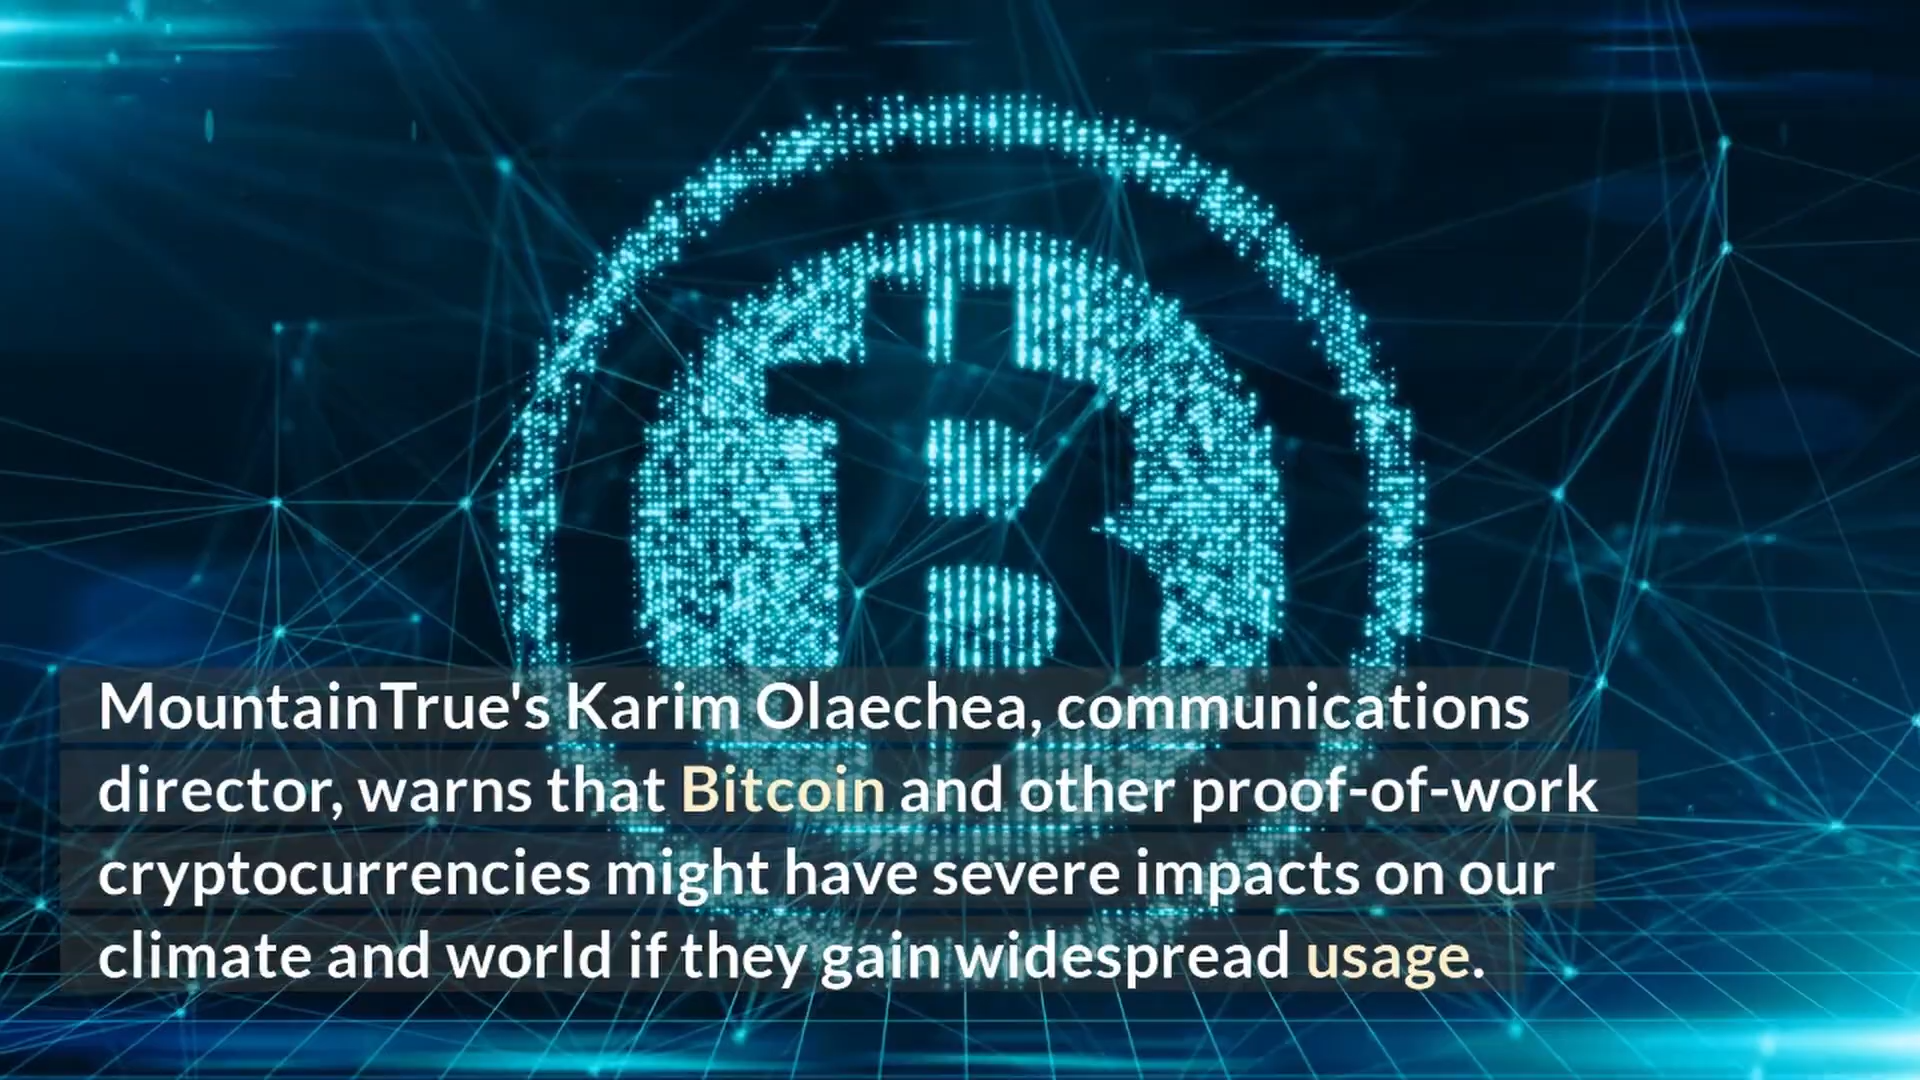 MountainTrue's Karim Olaechea, communications
director, warns that Bitcoin and other proof-of-work
cryptocurrencies might have severe impacts on our
climate and world if they gain widespread usage.